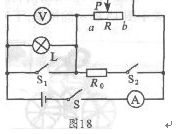 V P
a R b
L
S₁ R₀ S₂
S A
图18